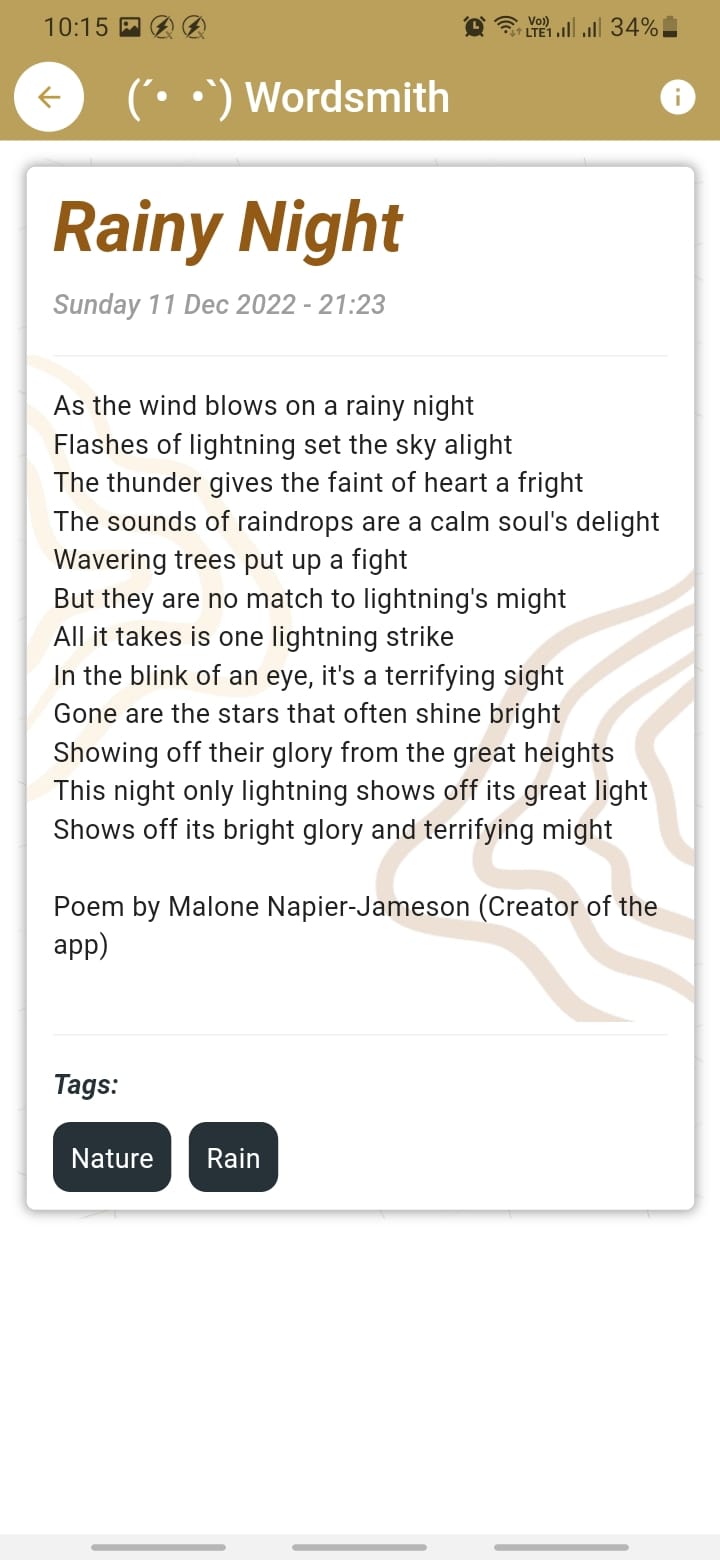 10:15 Vo)) LTE1 34%
(´• •`) Wordsmith
Rainy Night
Sunday 11 Dec 2022 - 21:23
As the wind blows on a rainy night
Flashes of lightning set the sky alight
The thunder gives the faint of heart a fright
The sounds of raindrops are a calm soul's delight
Wavering trees put up a fight
But they are no match to lightning's might
All it takes is one lightning strike
In the blink of an eye, it's a terrifying sight
Gone are the stars that often shine bright
Showing off their glory from the great heights
This night only lightning shows off its great light
Shows off its bright glory and terrifying might
Poem by Malone Napier-Jameson (Creator of the
app)
Tags:
Nature Rain